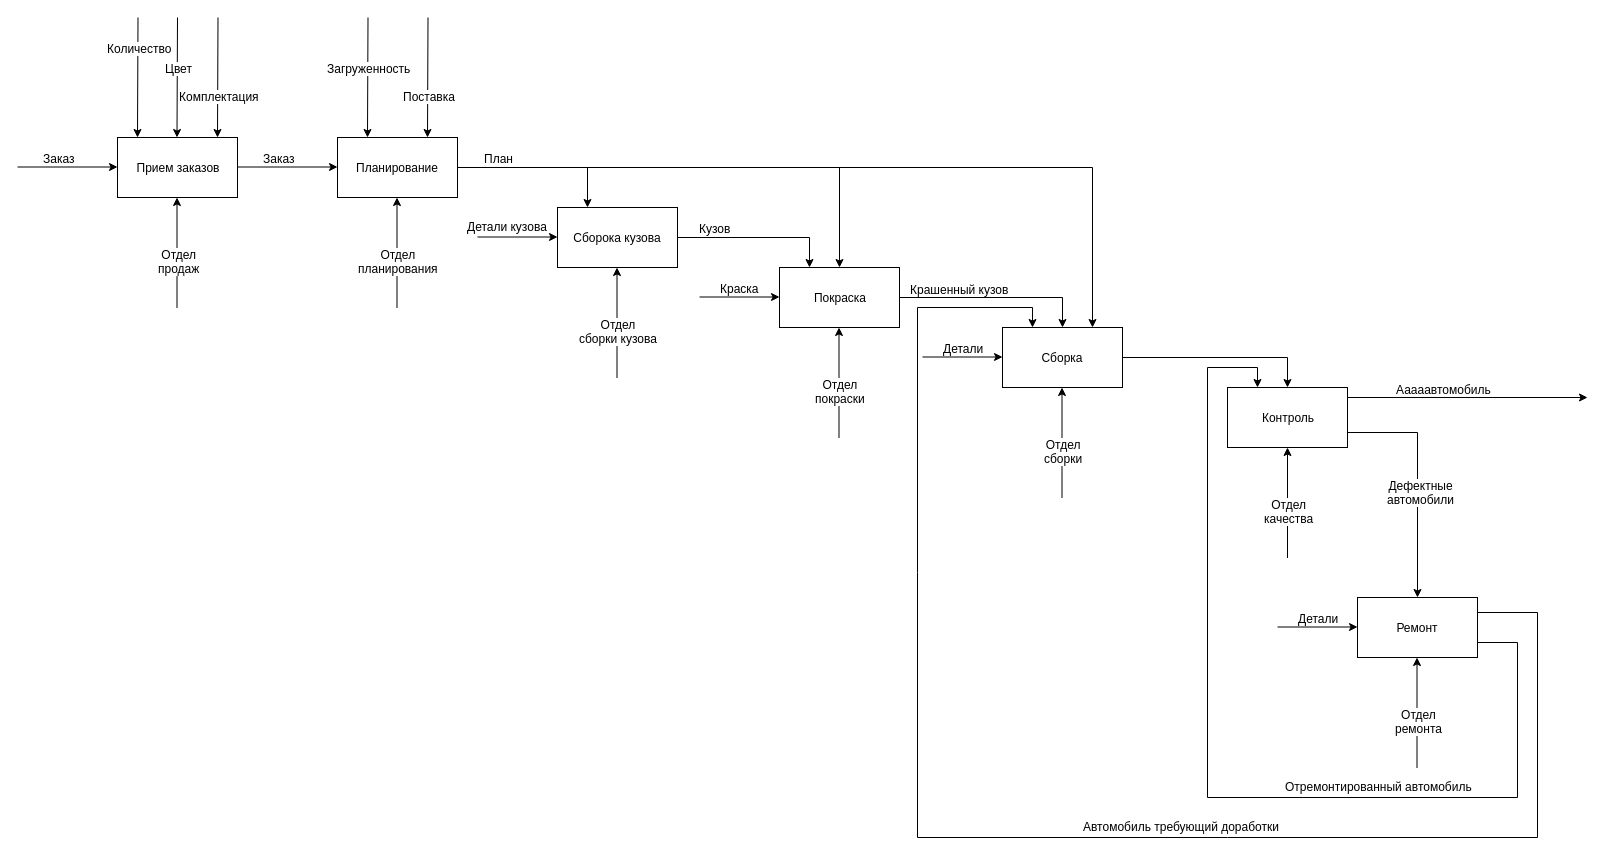 Количество
Цвет
Загруженность
Комплектация
Поставка
Заказ
Прием заказов
Заказ
Планирование
План
Отдел
продаж
Отдел
планирования
Детали кузова
Сборока кузова
Кузов
Отдел
сборки кузова
Краска
Покраска
Крашенный кузов
Отдел
покраски
Детали
Сборка
Отдел
сборки
Контроль
Ааааавтомобиль
Отдел
качества
Дефектные
автомобили
Детали
Ремонт
Отдел
ремонта
Отремонтированный автомобиль
Автомобиль требующий доработки